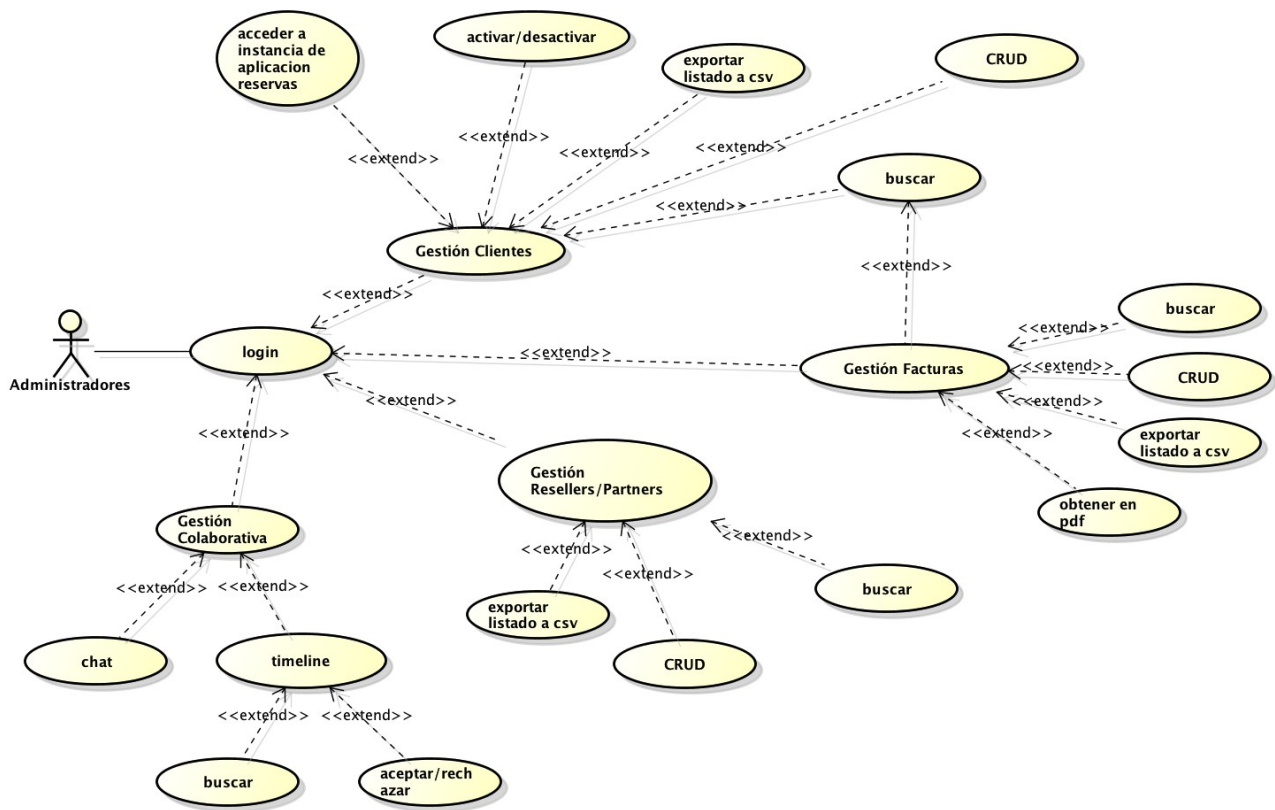 acceder a
instancia de
aplicacion
reservas
activar/desactivar
exportar
listado a csv
CRUD
<<extend>>
<<extend>>
<<extend>>
<<extend>>
<<extend>>
buscar
Gestión Clientes
<<extend>>
<<extend>>
buscar
Administradores
login
<<extend>>
Gestión Facturas
<<extend>>
<<extend>>
CRUD
<<extend>>
<<extend>>
exportar
listado a csv
obtener en
pdf
<<extend>>
<<extend>>
Gestión
Resellers/Partners
Gestión
Colaborativa
<<extend>>
<<extend>>
<<extend>>
buscar
<<extend>>
<<extend>>
exportar
listado a csv
CRUD
chat
timeline
<<extend>>
<<extend>>
buscar
aceptar/rech
azar